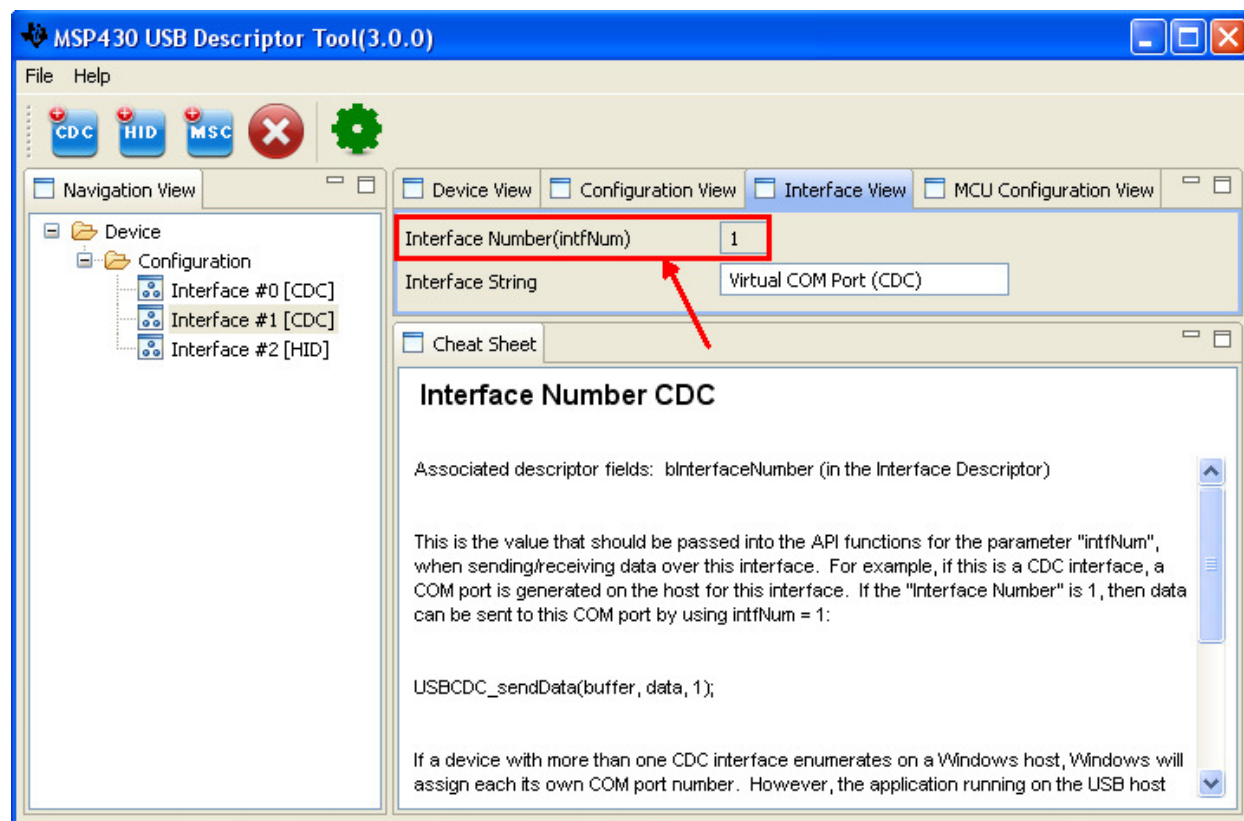 MSP430 USB Descriptor Tool(3.0.0)
File Help
CDC HID MSC
Navigation View
Device
Configuration
Interface #0 [CDC]
Interface #1 [CDC]
Interface #2 [HID]
Device View Configuration View Interface View MCU Configuration View
Interface Number(intfNum) 1
Interface String Virtual COM Port (CDC)
Cheat Sheet
Interface Number CDC
Associated descriptor fields: bInterfaceNumber (in the Interface Descriptor)
This is the value that should be passed into the API functions for the parameter "intfNum",
when sending/receiving data over this interface. For example, if this is a CDC interface, a
COM port is generated on the host for this interface. If the "Interface Number" is 1, then data
can be sent to this COM port by using intfNum = 1:
USBCDC_sendData(buffer, data, 1);
If a device with more than one CDC interface enumerates on a Windows host, Windows will
assign each its own COM port number. However, the application running on the USB host